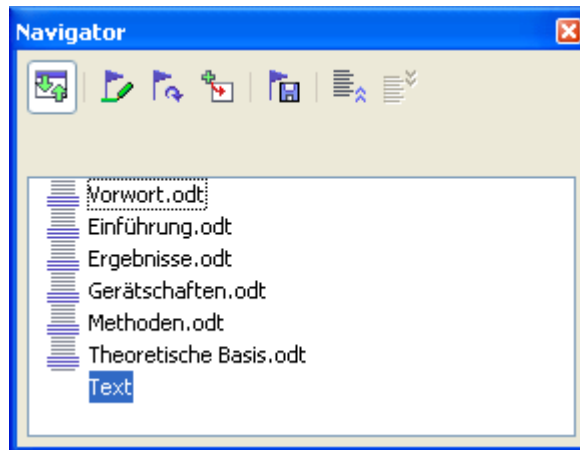 Navigator
Vorwort.odt
Einführung.odt
Ergebnisse.odt
Gerätschaften.odt
Methoden.odt
Theoretische Basis.odt
Text